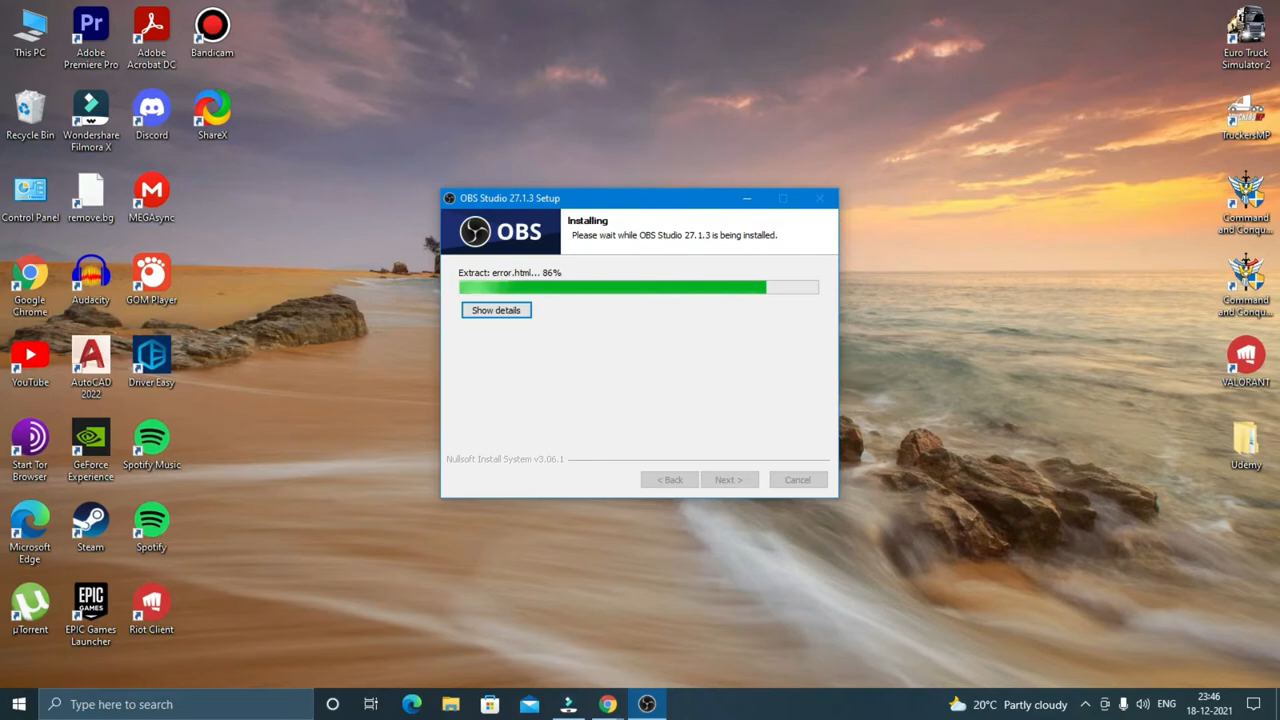 This PC
Adobe
Premiere Pro
Adobe
Acrobat DC
Bandicam
Recycle Bin
Wondershare
Filmora X
Discord
ShareX
Control Panel
remove.bg
MEGAsync
Google
Chrome
Audacity
GOM Player
YouTube
AutoCAD
2022
Driver Easy
Start Tor
Browser
GeForce
Experience
Spotify Music
Microsoft
Edge
Steam
Spotify
µTorrent
EPIC
GAMES
EPIC Games
Launcher
Riot Client
OBS Studio 27.1.3 Setup
OBS
Installing
Please wait while OBS Studio 27.1.3 is being installed.
Extract: error.html... 86%
Show details
Nullsoft Install System v3.06.1
< Back
Next >
Cancel
Euro Truck
Simulator 2
TruckersMP
Command
and Conqu...
Command
and Conqu...
VALORANT
Udemy
Type here to search
20°C Partly cloudy
ENG
23:46
18-12-2021